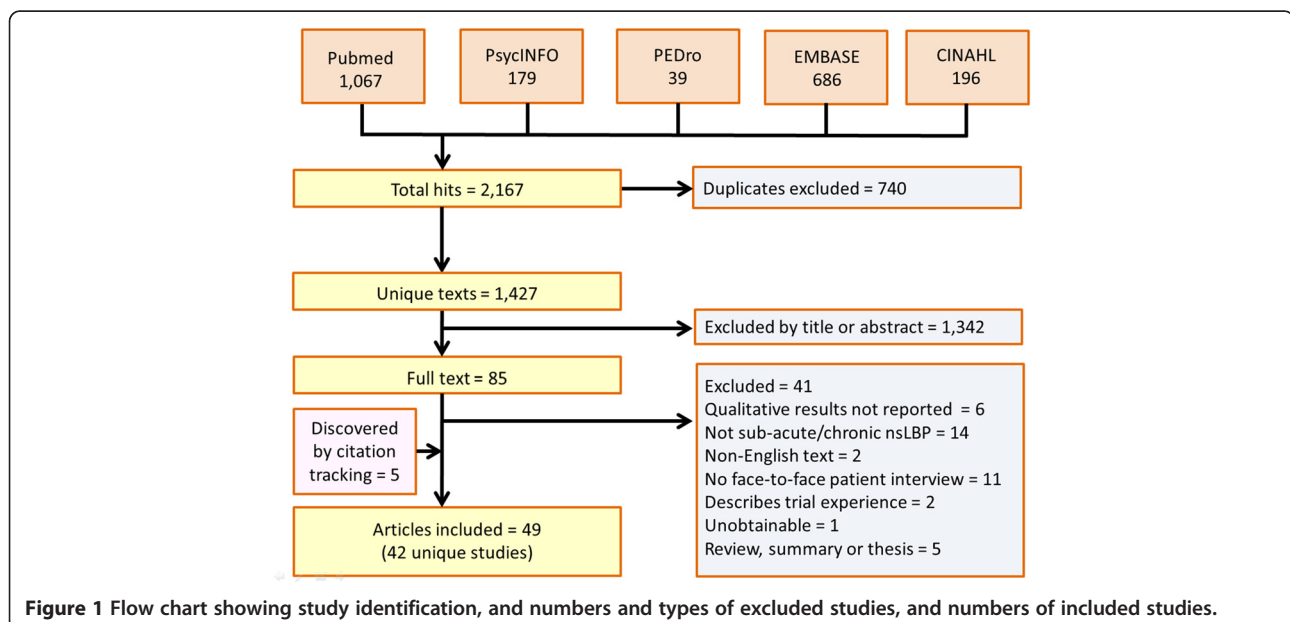 Pubmed
1,067
PsycINFO
179
PEDro
39
EMBASE
686
CINAHL
196
Total hits = 2,167
Duplicates excluded = 740
Unique texts = 1,427
Excluded by title or abstract = 1,342
Full text = 85
Excluded = 41
Qualitative results not reported = 6
Not sub-acute/chronic nsLBP = 14
Non-English text = 2
No face-to-face patient interview = 11
Describes trial experience = 2
Unobtainable = 1
Review, summary or thesis = 5
Discovered
by citation
tracking = 5
Articles included = 49
(42 unique studies)
Figure 1 Flow chart showing study identification, and numbers and types of excluded studies, and numbers of included studies.